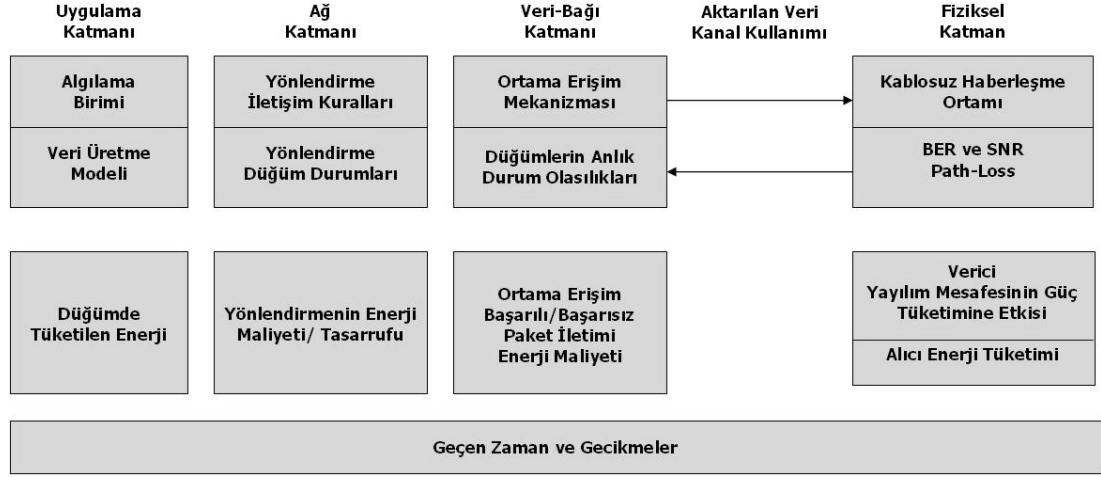 Uygulama
Katmanı
Ağ
Katmanı
Veri-Bağı
Katmanı
Aktarılan Veri
Kanal Kullanımı
Fiziksel
Katman
Algılama
Birimi
Yönlendirme
İletişim Kuralları
Ortama Erişim
Mekanizması
Kablosuz Haberleşme
Ortamı
Veri Üretme
Modeli
Yönlendirme
Düğüm Durumları
Düğümlerin Anlık
Durum Olasılıkları
BER ve SNR
Path-Loss
Düğümde
Tüketilen Enerji
Yönlendirmenin Enerji
Maliyeti/ Tasarrufu
Ortama Erişim
Başarılı/Başarısız
Paket İletimi
Enerji Maliyeti
Verici
Yayılım Mesafesinin Güç
Tüketimine Etkisi
Alıcı Enerji Tüketimi
Geçen Zaman ve Gecikmeler